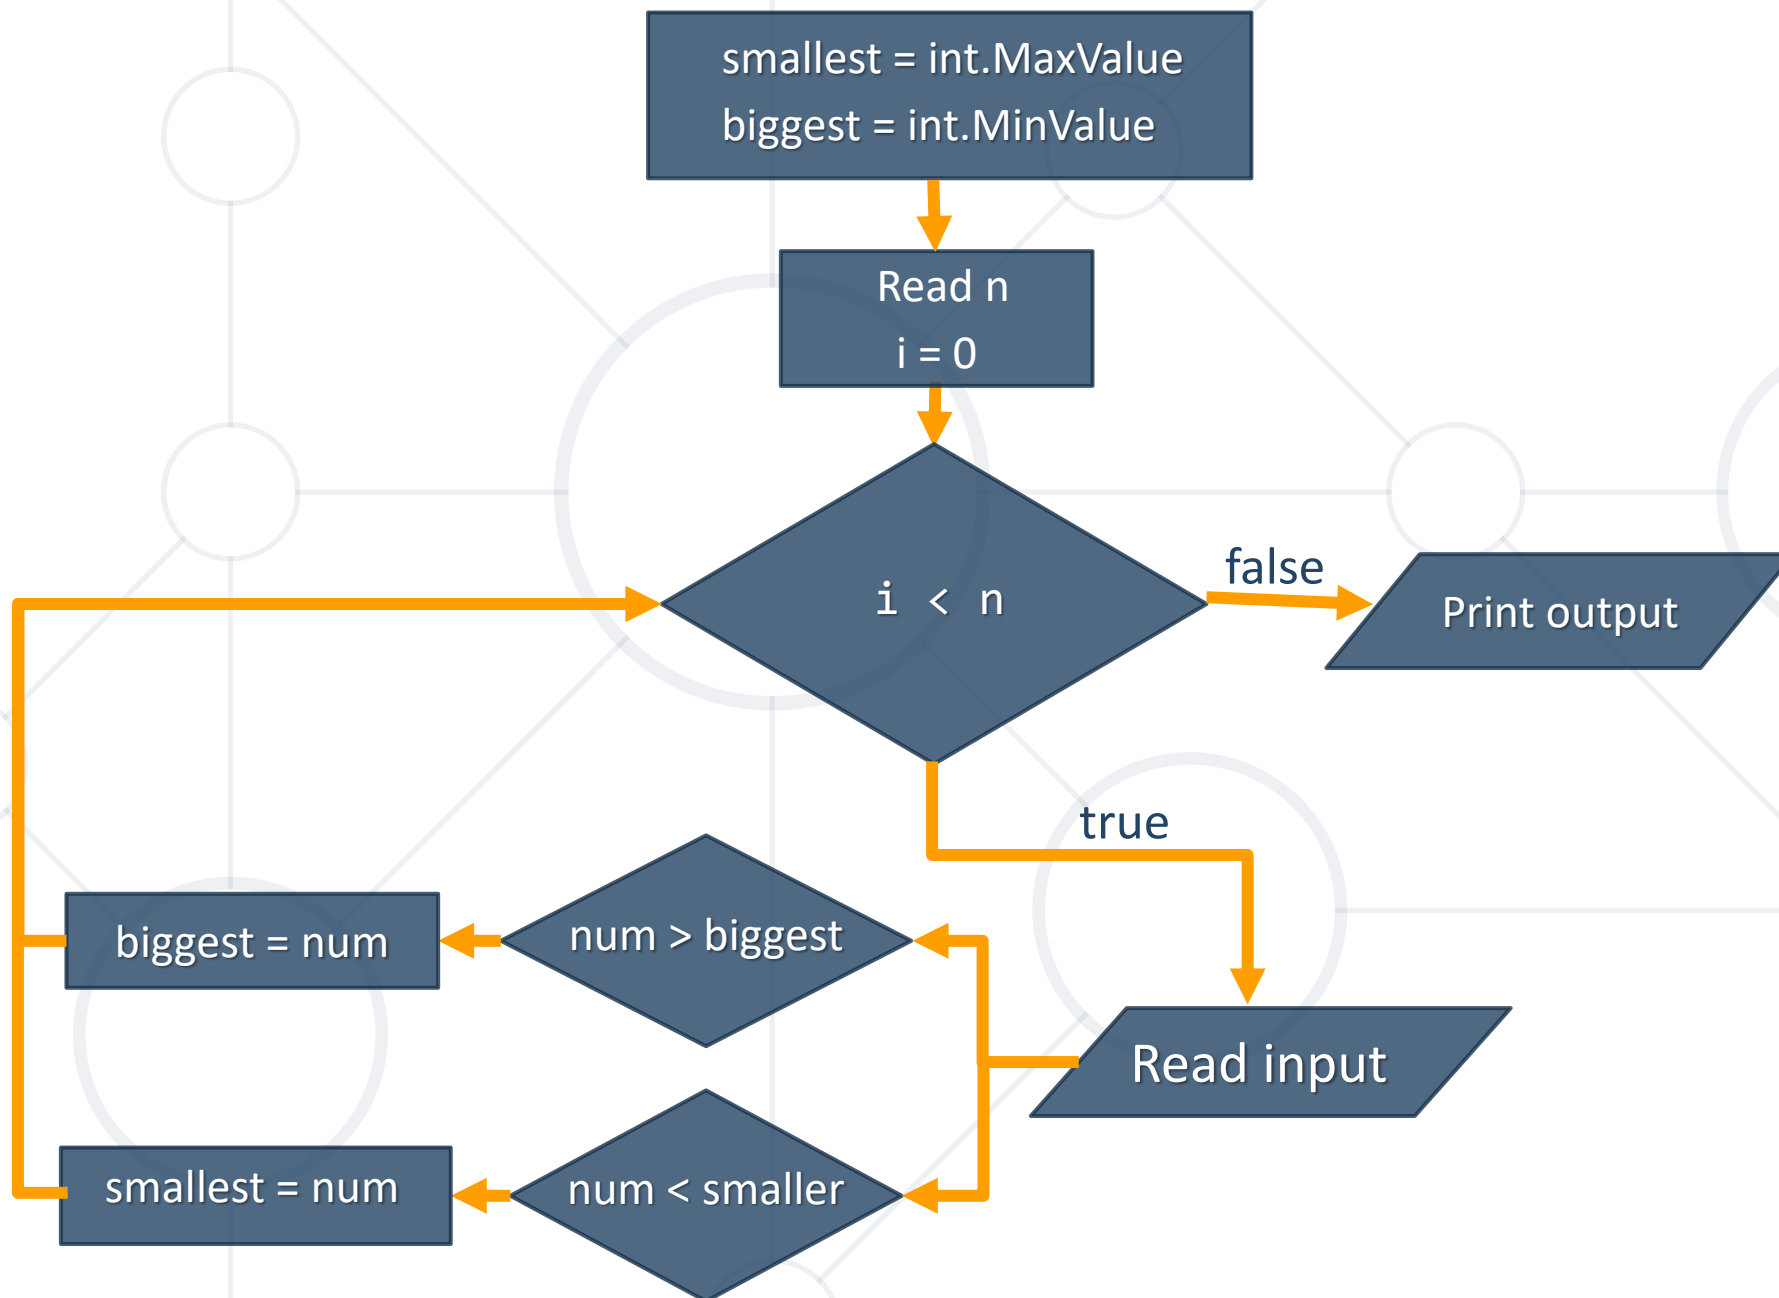 smallest = int.MaxValue
biggest = int.MinValue
Read n
i = 0
i < n
false
Print output
true
num > biggest
biggest = num
Read input
num < smaller
smallest = num